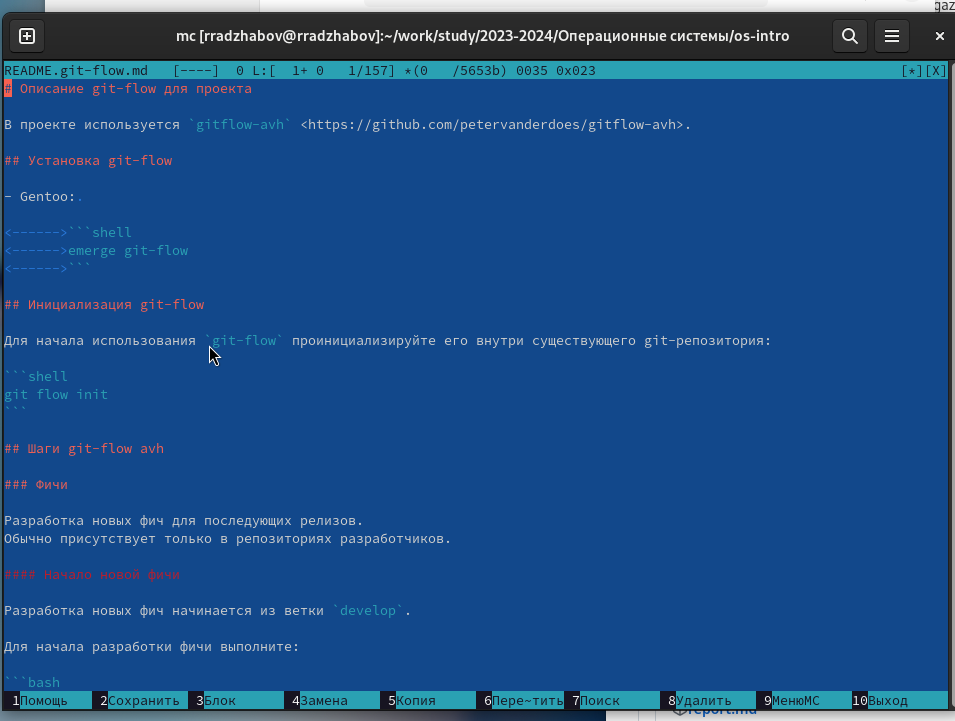 gaz
mc [rradzhabov@rradzhabov]:~/work/study/2023-2024/Операционные системы/os-intro
README.git-flow.md   [----]  0 L:[  1+ 0   1/157] *(0   /5653b) 0035 0x023   [*][X]
# Описание git-flow для проекта
В проекте используется `gitflow-avh` <https://github.com/petervanderdoes/gitflow-avh>.
## Установка git-flow
- Gentoo:.
<------>```shell
<------>emerge git-flow
<------>```
## Инициализация git-flow
Для начала использования `git-flow` проинициализируйте его внутри существующего git-репозитория:
```shell
git flow init
```
## Шаги git-flow avh
### Фичи
Разработка новых фич для последующих релизов.
Обычно присутствует только в репозиториях разработчиков.
#### Начало новой фичи
Разработка новых фич начинается из ветки `develop`.
Для начала разработки фичи выполните:
```bash
1Помощь 2Сохранить 3Блок 4Замена 5Копия 6Пере~тить 7Поиск 8Удалить 9МенюMC 10Выход
report.md